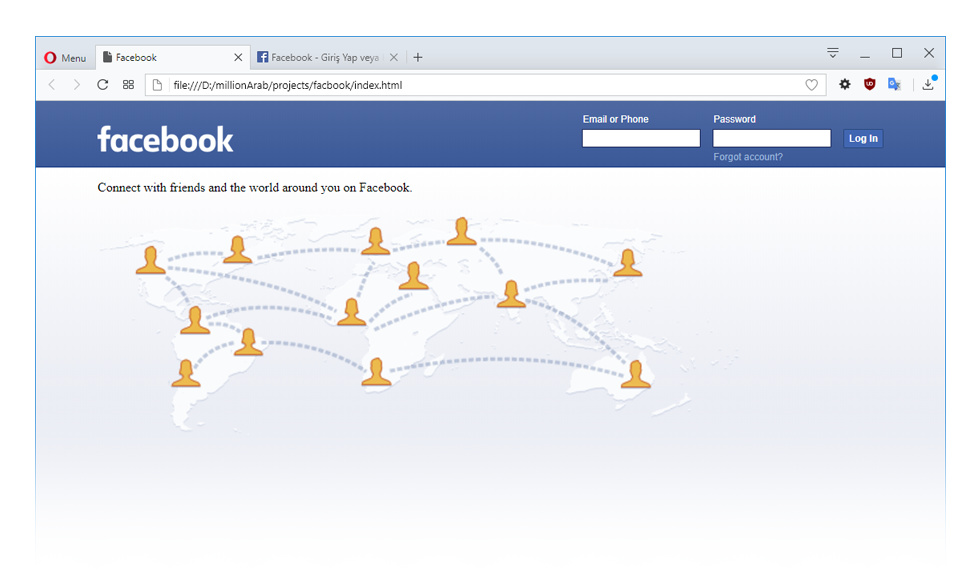 Menu
Facebook
Facebook - Giriş Yap veya
file:///D:/millionArab/projects/facbook/index.html
facebook
Email or Phone
Password
Log In
Forgot account?
Connect with friends and the world around you on Facebook.